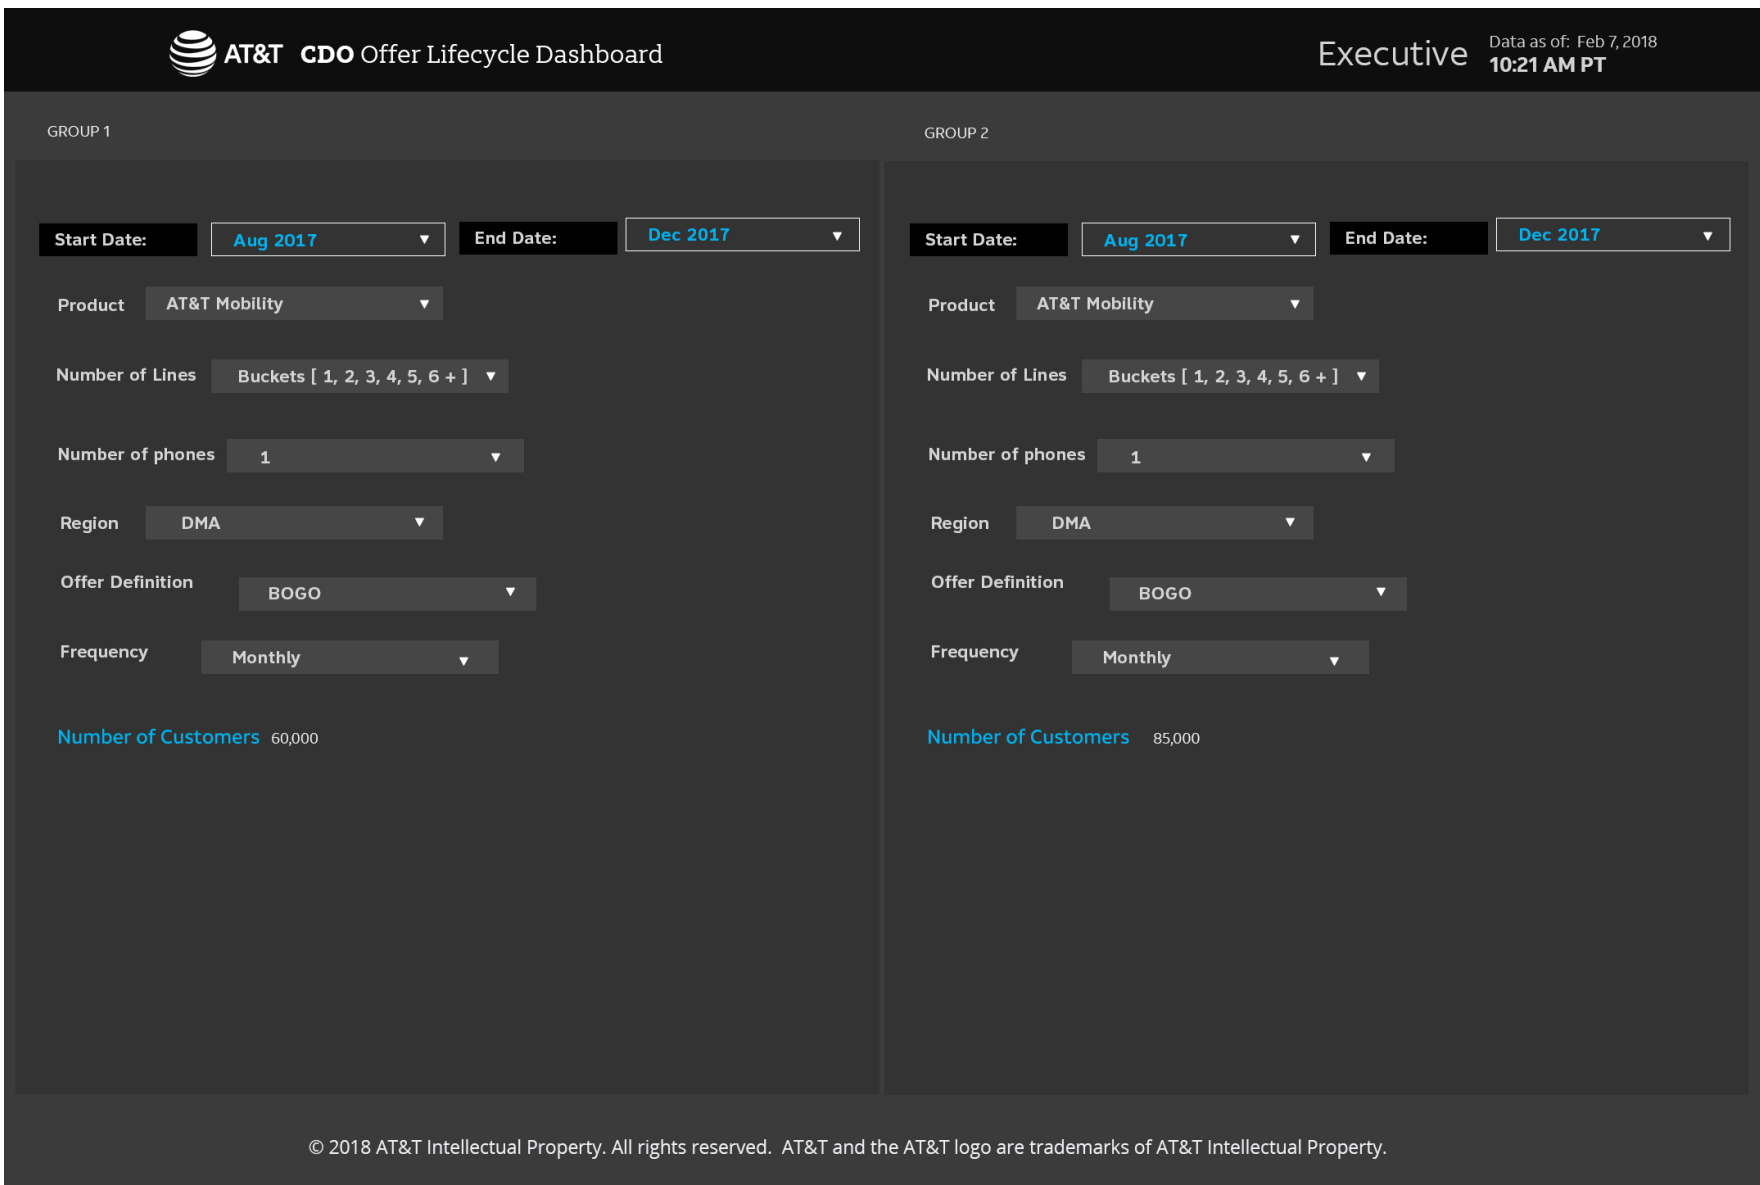 AT&T CDO Offer Lifecycle Dashboard
Executive
Data as of: Feb 7, 2018
10:21 AM PT
GROUP 1
Start Date: Aug 2017 ▼ End Date: Dec 2017 ▼
Product AT&T Mobility ▼
Number of Lines Buckets [ 1, 2, 3, 4, 5, 6 + ] ▼
Number of phones 1 ▼
Region DMA ▼
Offer Definition BOGO ▼
Frequency Monthly ▼
Number of Customers 60,000
GROUP 2
Start Date: Aug 2017 ▼ End Date: Dec 2017 ▼
Product AT&T Mobility ▼
Number of Lines Buckets [ 1, 2, 3, 4, 5, 6 + ] ▼
Number of phones 1 ▼
Region DMA ▼
Offer Definition BOGO ▼
Frequency Monthly ▼
Number of Customers 85,000
© 2018 AT&T Intellectual Property. All rights reserved. AT&T and the AT&T logo are trademarks of AT&T Intellectual Property.